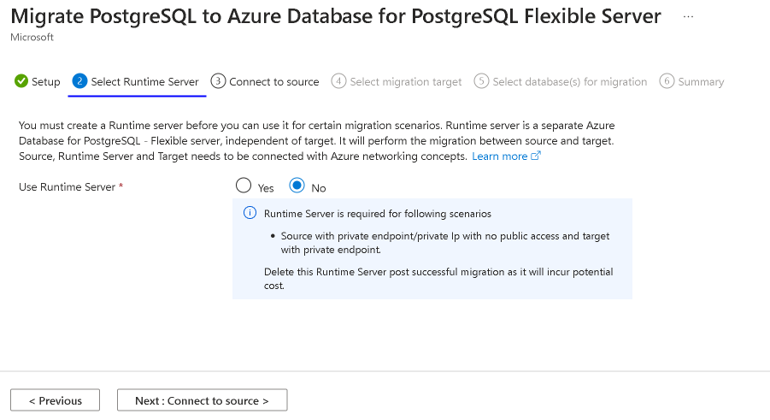 Migrate PostgreSQL to Azure Database for PostgreSQL Flexible Server ...
Microsoft
Setup 2 Select Runtime Server 3 Connect to source 4 Select migration target 5 Select database(s) for migration 6 Summary
You must create a Runtime server before you can use it for certain migration scenarios. Runtime server is a separate Azure
Database for PostgreSQL - Flexible server, independent of target. It will perform the migration between source and target.
Source, Runtime Server and Target needs to be connected with Azure networking concepts. Learn more
Use Runtime Server * Yes No
Runtime Server is required for following scenarios
• Source with private endpoint/private Ip with no public access and target
with private endpoint.
Delete this Runtime Server post successful migration as it will incur potential
cost.
< Previous Next : Connect to source >